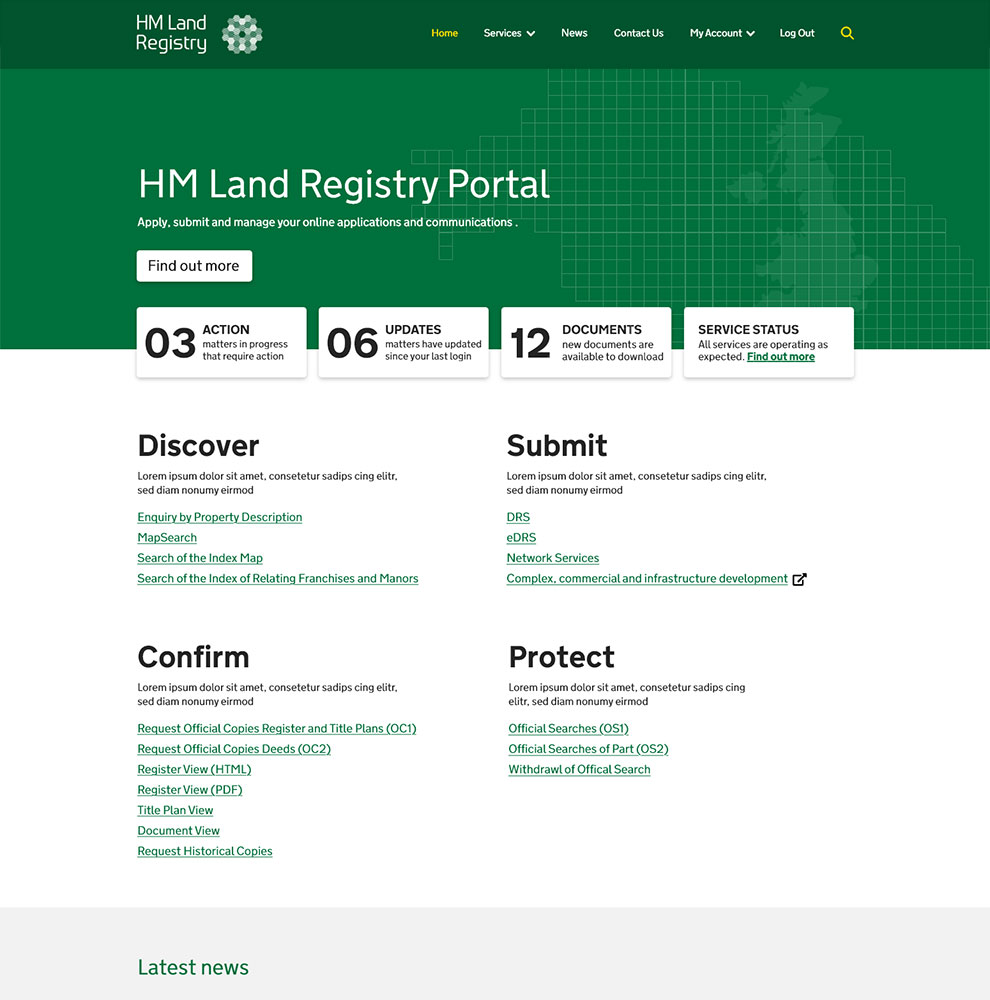 HM Land
Registry
Home
Services
News
Contact Us
My Account
Log Out
HM Land Registry Portal
Apply, submit and manage your online applications and communications .
Find out more
03
ACTION
matters in progress
that require action
06
UPDATES
matters have updated
since your last login
12
DOCUMENTS
new documents are
available to download
SERVICE STATUS
All services are operating as
expected. Find out more
Discover
Lorem ipsum dolor sit amet, consetetur sadips cing elitr,
sed diam nonumy eirmod
Enquiry by Property Description
MapSearch
Search of the Index Map
Search of the Index of Relating Franchises and Manors
Submit
Lorem ipsum dolor sit amet, consetetur sadips cing elitr,
sed diam nonumy eirmod
DRS
eDRS
Network Services
Complex, commercial and infrastructure development
Confirm
Lorem ipsum dolor sit amet, consetetur sadips cing elitr,
sed diam nonumy eirmod
Request Official Copies Register and Title Plans (OC1)
Request Official Copies Deeds (OC2)
Register View (HTML)
Register View (PDF)
Title Plan View
Document View
Request Historical Copies
Protect
Lorem ipsum dolor sit amet, consetetur sadips cing
elitr, sed diam nonumy eirmod
Official Searches (OS1)
Official Searches of Part (OS2)
Withdrawl of Offical Search
Latest news